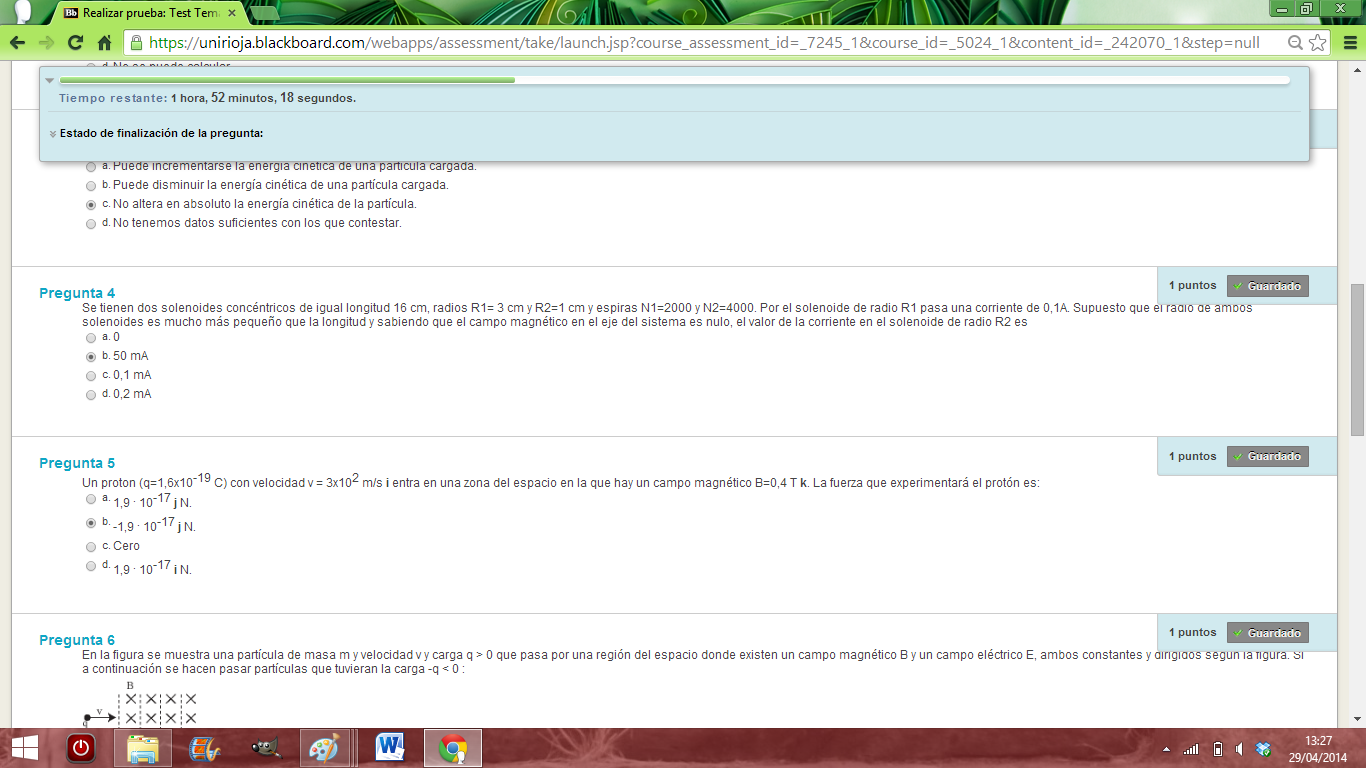 Realizar prueba: Test Tema
https://unirioja.blackboard.com/webapps/assessment/take/launch.jsp?course_assessment_id=_7245_1&course_id=_5024_1&content_id=_242070_1&step=null
d. No se puede calcular
Tiempo restante: 1 hora, 52 minutos, 18 segundos.
Estado de finalización de la pregunta:
a. Puede incrementarse la energía cinética de una partícula cargada.
b. Puede disminuir la energía cinética de una partícula cargada.
c. No altera en absoluto la energía cinética de la partícula.
d. No tenemos datos suficientes con los que contestar.
1 puntos Guardado
Pregunta 4
Se tienen dos solenoides concéntricos de igual longitud 16 cm, radios R1= 3 cm y R2=1 cm y espiras N1=2000 y N2=4000. Por el solenoide de radio R1 pasa una corriente de 0,1A. Supuesto que el radio de ambos
solenoides es mucho más pequeño que la longitud y sabiendo que el campo magnético en el eje del sistema es nulo, el valor de la corriente en el solenoide de radio R2 es
a. 0
b. 50 mA
c. 0,1 mA
d. 0,2 mA
1 puntos Guardado
Pregunta 5
Un proton (q=1,6x10-19 C) con velocidad v = 3x102 m/s i entra en una zona del espacio en la que hay un campo magnético B=0,4 T k. La fuerza que experimentará el protón es:
a. 1,9 · 10-17 j N.
b. -1,9 · 10-17 j N.
c. Cero
d. 1,9 · 10-17 i N.
1 puntos Guardado
Pregunta 6
En la figura se muestra una partícula de masa m y velocidad v y carga q > 0 que pasa por una región del espacio donde existen un campo magnético B y un campo eléctrico E, ambos constantes y dirigidos según la figura. Si
a continuación se hacen pasar partículas que tuvieran la carga -q < 0 :
B
v
q
13:27
29/04/2014